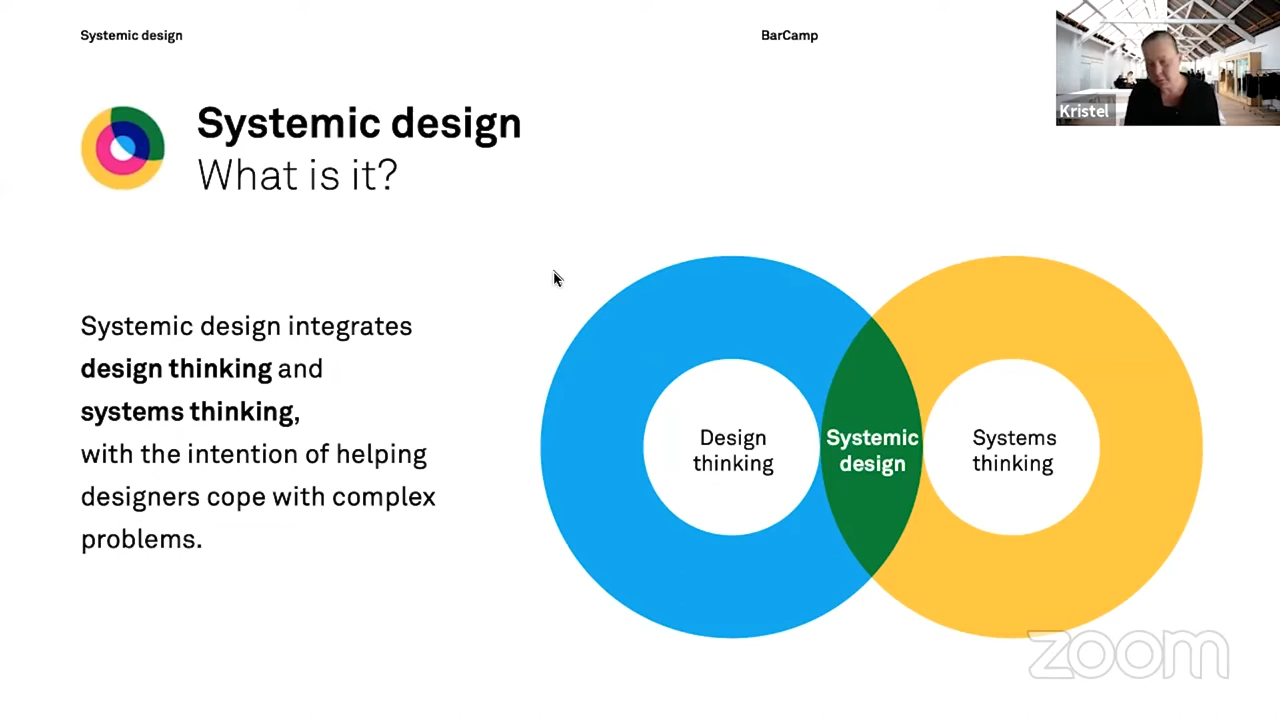 Systemic design
BarCamp
Kristel
Systemic design
What is it?
Systemic design integrates
design thinking and
systems thinking,
with the intention of helping
designers cope with complex
problems.
Design
thinking
Systemic
design
Systems
thinking
zoom